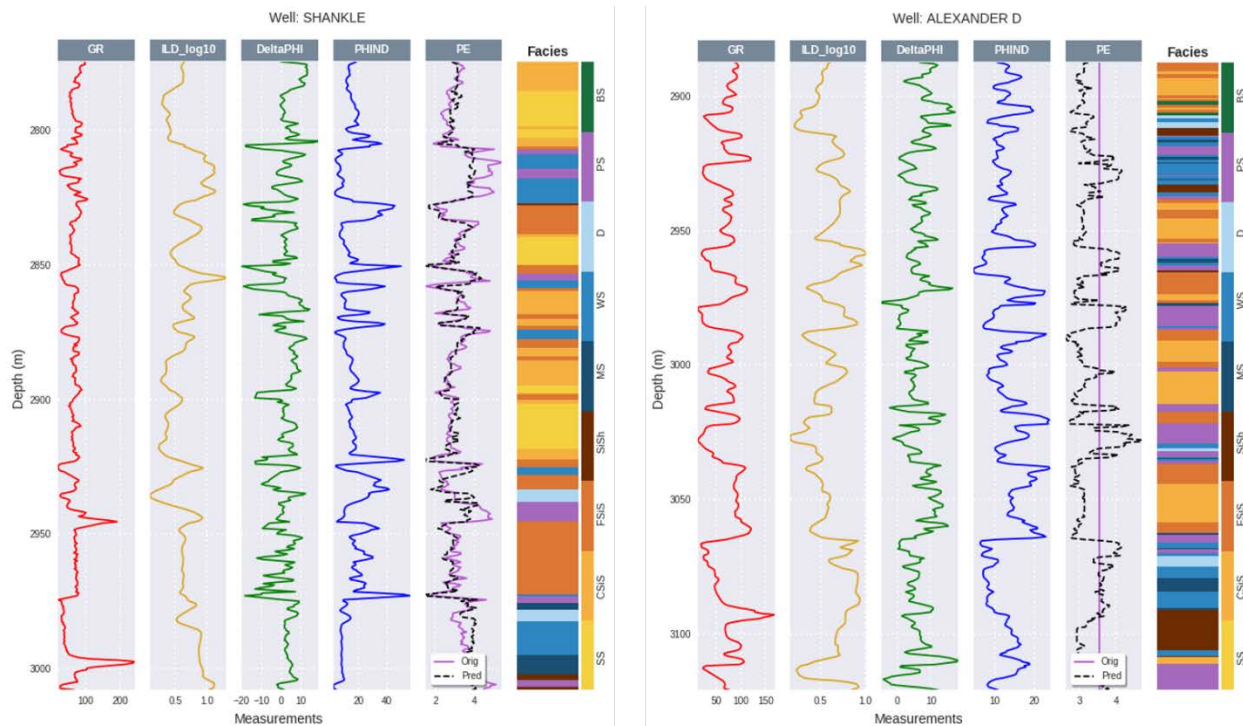 Well: SHANKLE
GR ILD_log10 DeltaPHI PHIND PE Facies
BS
PS
D
WS
MS
SiSh
FSiS
CSiS
SS
2800
2850
2900
2950
3000
Depth (m)
Orig
Pred
100 200 0.5 1.0 -20 -10 0 10 20 40 2 4
Measurements
Well: ALEXANDER D
GR ILD_log10 DeltaPHI PHIND PE Facies
BS
PS
D
WS
MS
SiSh
FSiS
CSiS
SS
2900
2950
3000
3050
3100
Depth (m)
Orig
Pred
50 100 150 0.5 0 10 10 20 3 4
Measurements